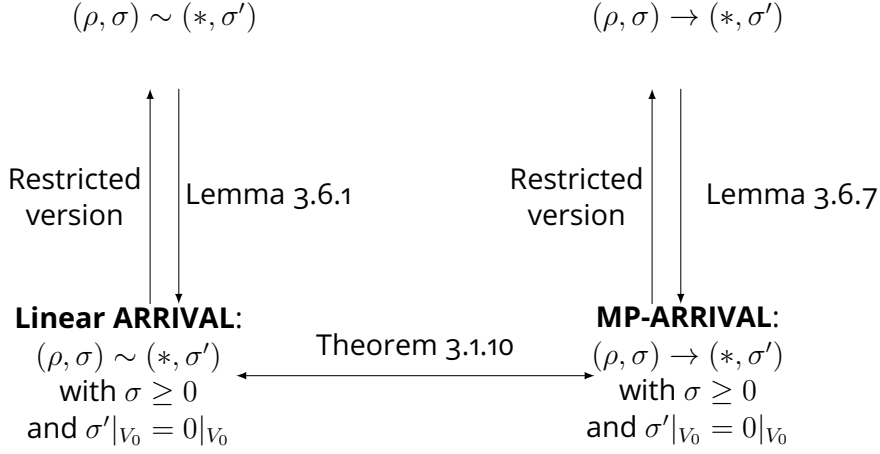 (ρ, σ) ∼ (∗, σ′)
(ρ, σ) → (∗, σ′)
Restricted
version
Lemma 3.6.1
Restricted
version
Lemma 3.6.7
Linear ARRIVAL:
(ρ, σ) ∼ (∗, σ′)
with σ ≥ 0
and σ′|V₀ = 0|V₀
Theorem 3.1.10
MP-ARRIVAL:
(ρ, σ) → (∗, σ′)
with σ ≥ 0
and σ′|V₀ = 0|V₀